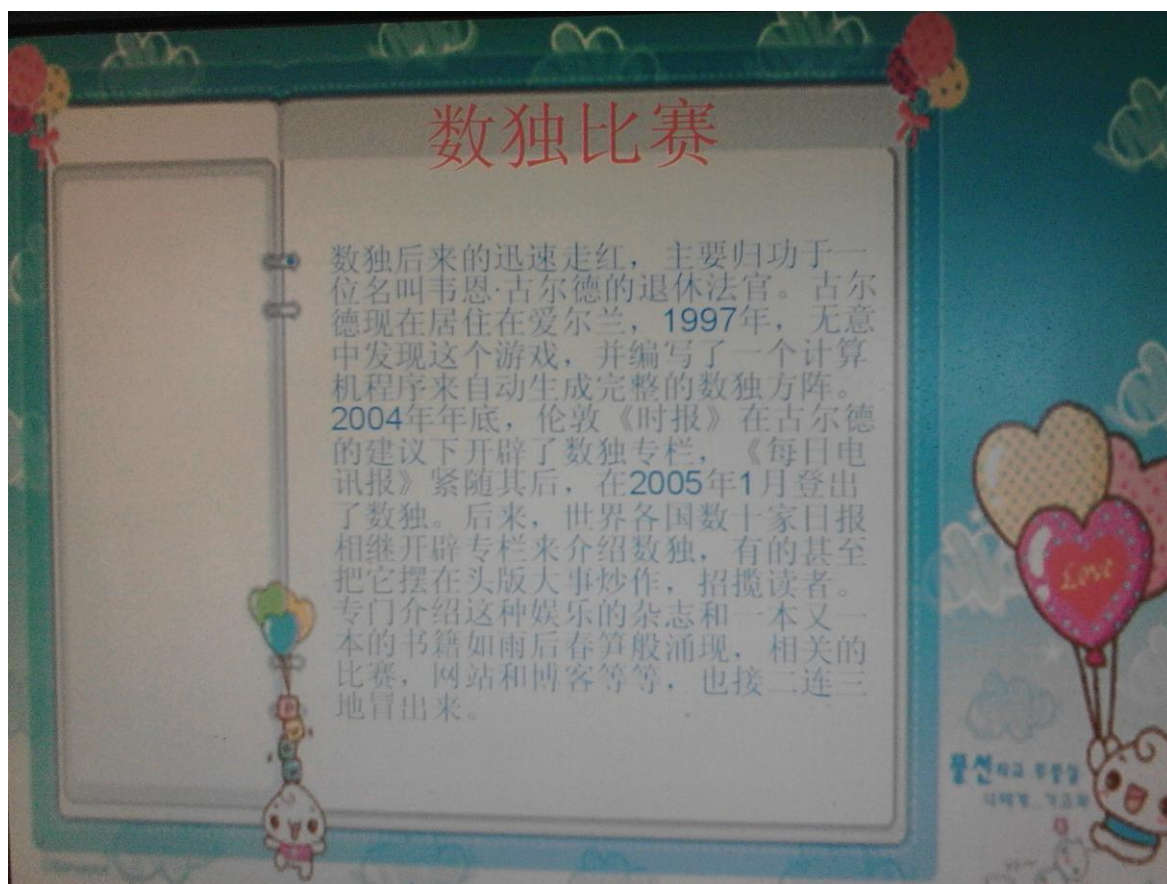 数独比赛
数独后来的迅速走红，主要归功于一
位名叫韦恩·古尔德的退休法官。古尔
德现在居住在爱尔兰，1997年，无意
中发现这个游戏，并编写了一个计算
机程序来自动生成完整的数独方阵。
2004年年底，伦敦《时报》在古尔德
的建议下开辟了数独专栏，《每日电
讯报》紧随其后，在2005年1月登出
了数独。后来，世界各国数十家日报
相继开辟专栏来介绍数独，有的甚至
把它摆在头版大事炒作，招揽读者。
专门介绍这种娱乐的杂志和一本又一
本的书籍如雨后春笋般涌现，相关的
比赛，网站和博客等等，也接二连三
地冒出来。
Love
풍선